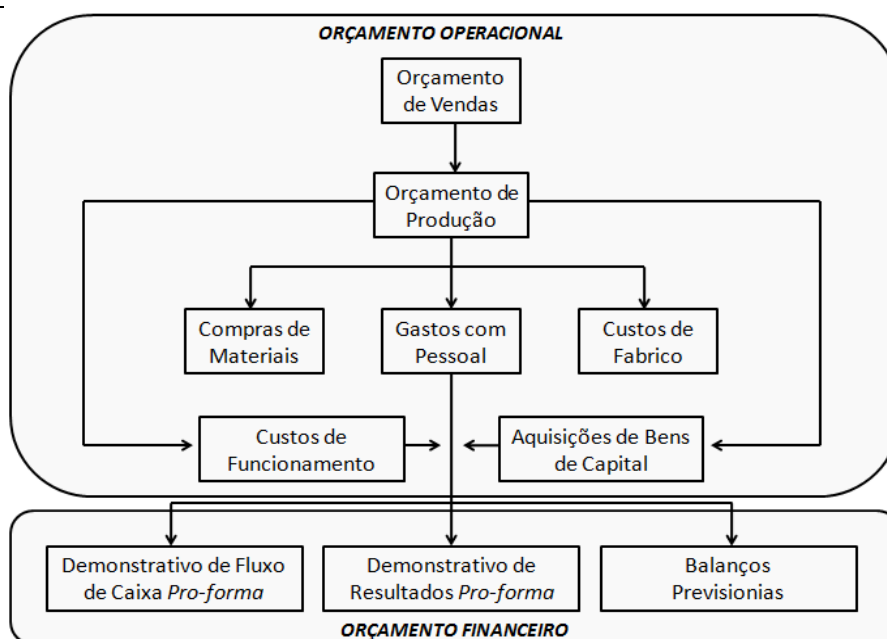 ORÇAMENTO OPERACIONAL
Orçamento
de Vendas
Orçamento de
Produção
Compras de
Materiais
Gastos com
Pessoal
Custos de
Fabrico
Custos de
Funcionamento
Aquisições de Bens
de Capital
Demonstrativo de Fluxo
de Caixa Pro-forma
Demonstrativo de
Resultados Pro-forma
Balanços
Previsionias
ORÇAMENTO FINANCEIRO